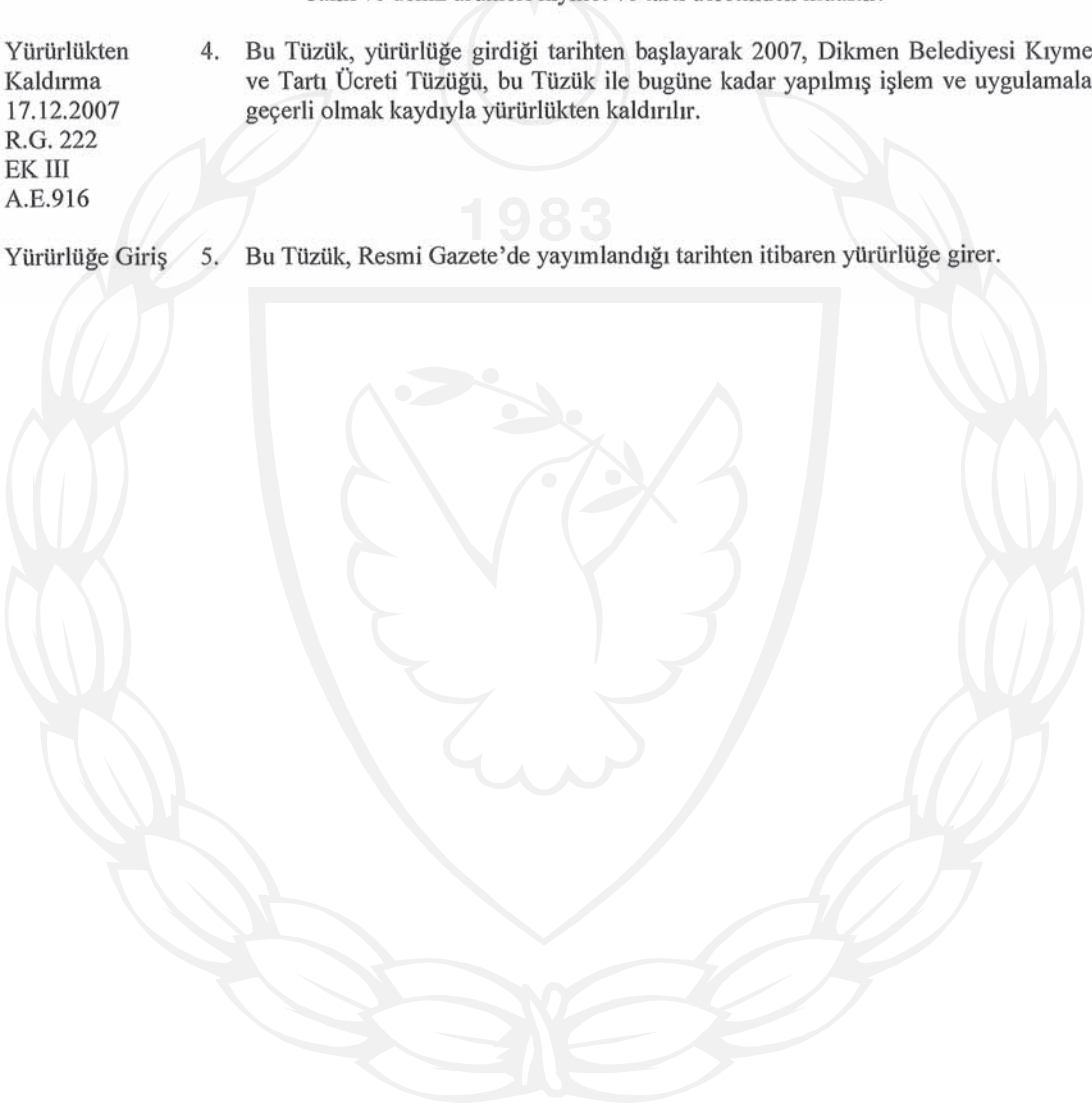 Yürürlükten 4. Bu Tüzük, yürürlüğe girdiği tarihten başlayarak 2007, Dikmen Belediyesi Kıyme
Kaldırma ve Tartı Ücreti Tüzüğü, bu Tüzük ile bugüne kadar yapılmış işlem ve uygulamala
17.12.2007 geçerli olmak kaydıyla yürürlükten kaldırılır.
R.G. 222
EK III
A.E.916
1983
Yürürlüğe Giriş 5. Bu Tüzük, Resmi Gazete'de yayımlandığı tarihten itibaren yürürlüğe girer.